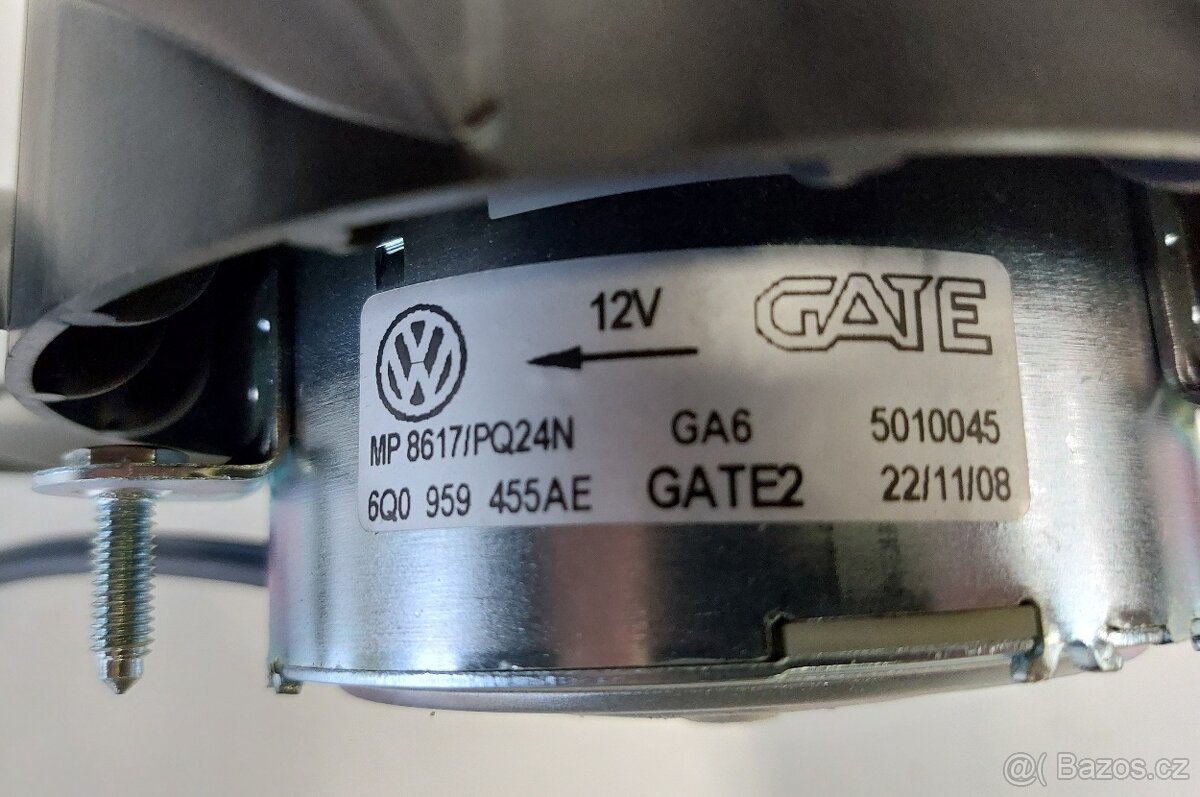 12V GATE
MP 8617/PQ24N GA6 5010045
6Q0 959 455AE GATE2 22/11/08
@( Bazos.cz